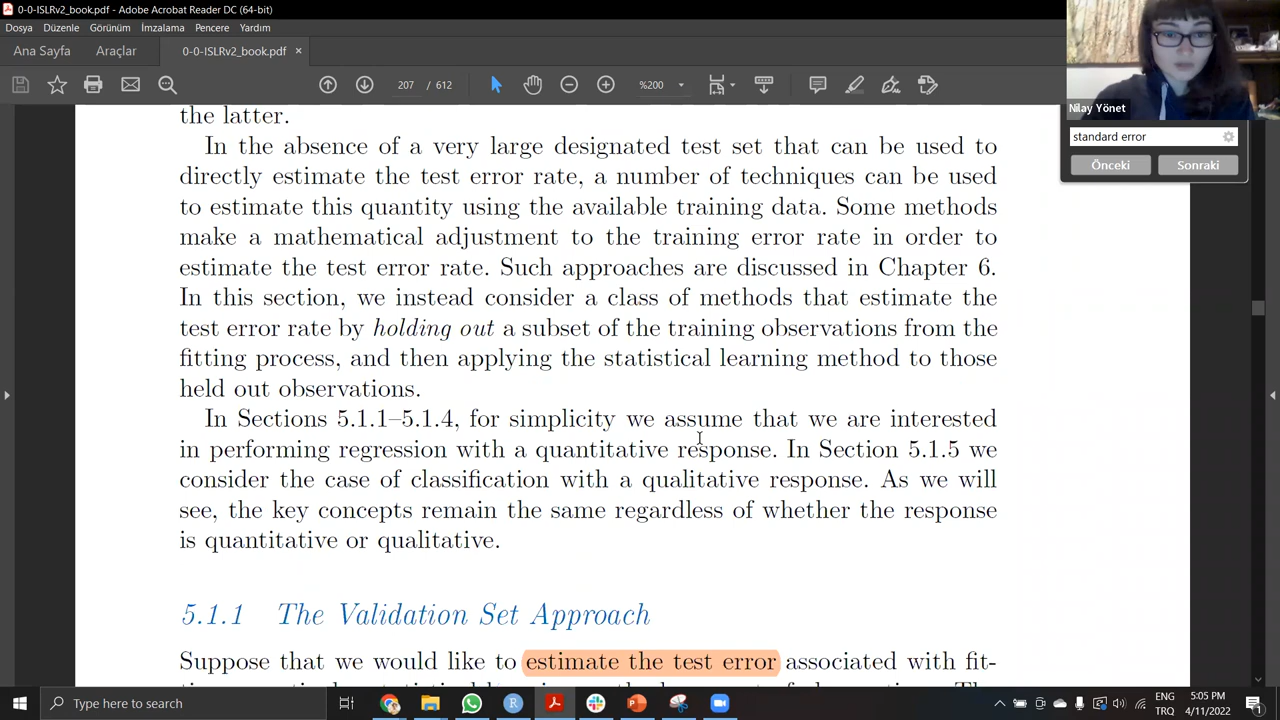 0-0-ISLRv2_book.pdf - Adobe Acrobat Reader DC (64-bit)
Dosya Düzenle Görünüm İmzalama Pencere Yardım
Ana Sayfa Araçlar 0-0-ISLRv2_book.pdf ×
207 / 612 %200
Nilay Yönet
standard error
Önceki Sonraki
the latter.
In the absence of a very large designated test set that can be used to
directly estimate the test error rate, a number of techniques can be used
to estimate this quantity using the available training data. Some methods
make a mathematical adjustment to the training error rate in order to
estimate the test error rate. Such approaches are discussed in Chapter 6.
In this section, we instead consider a class of methods that estimate the
test error rate by holding out a subset of the training observations from the
fitting process, and then applying the statistical learning method to those
held out observations.
In Sections 5.1.1–5.1.4, for simplicity we assume that we are interested
in performing regression with a quantitative response. In Section 5.1.5 we
consider the case of classification with a qualitative response. As we will
see, the key concepts remain the same regardless of whether the response
is quantitative or qualitative.
5.1.1 The Validation Set Approach
Suppose that we would like to estimate the test error associated with fit-
Type here to search
ENG 5:05 PM
TRQ 4/11/2022